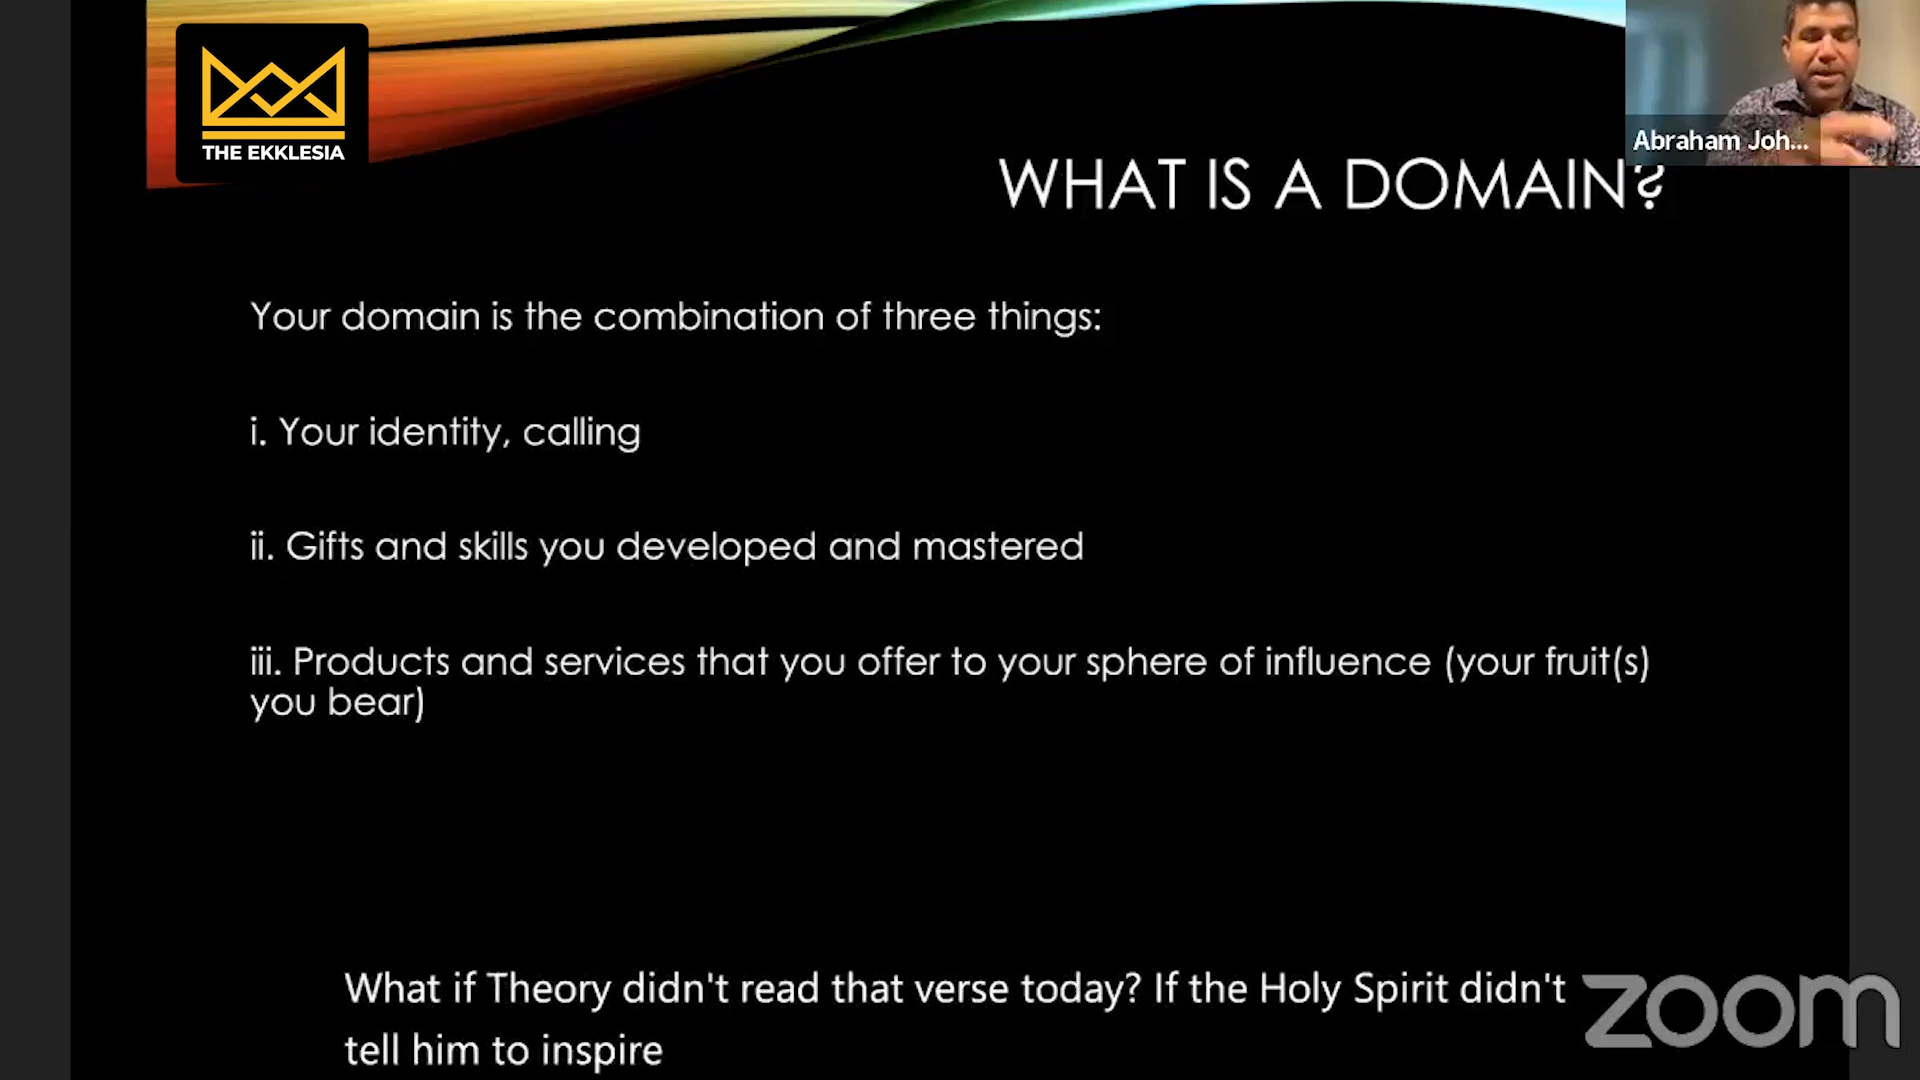 THE EKKLESIA
Abraham Joh...
WHAT IS A DOMAIN?
Your domain is the combination of three things:
i. Your identity, calling
ii. Gifts and skills you developed and mastered
iii. Products and services that you offer to your sphere of influence (your fruit(s)
you bear)
What if Theory didn't read that verse today? If the Holy Spirit didn't
tell him to inspire
zoom